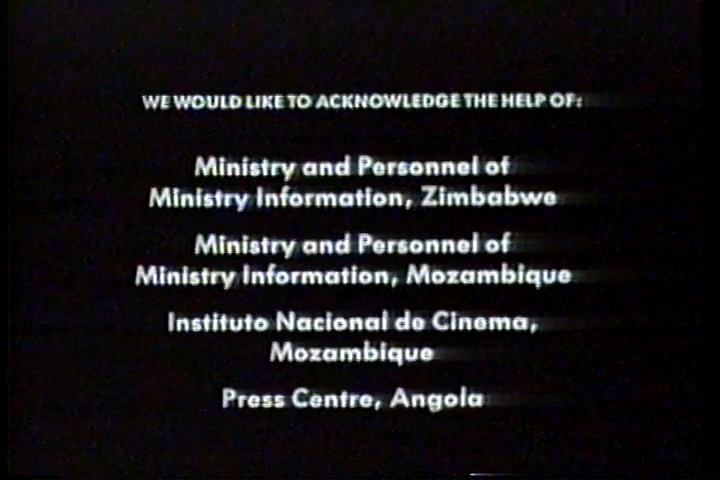 WE WOULD LIKE TO ACKNOWLEDGE THE HELP OF:
Ministry and Personnel of
Ministry Information, Zimbabwe
Ministry and Personnel of
Ministry Information, Mozambique
Instituto Nacional de Cinema,
Mozambique
Press Centre, Angola